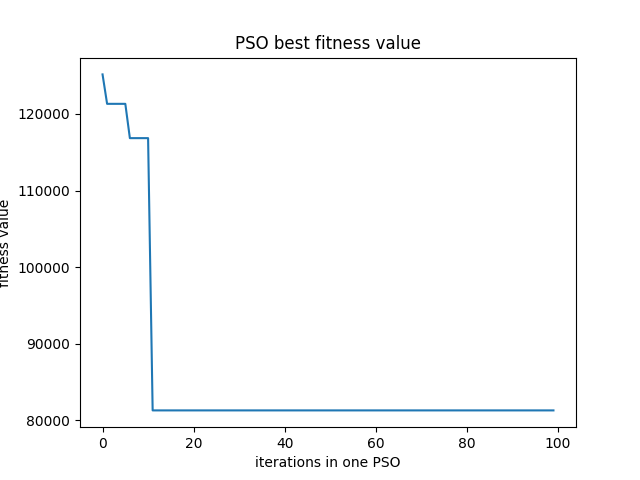 PSO best fitness value
fitness value
120000
110000
100000
90000
80000
0 20 40 60 80 100
iterations in one PSO